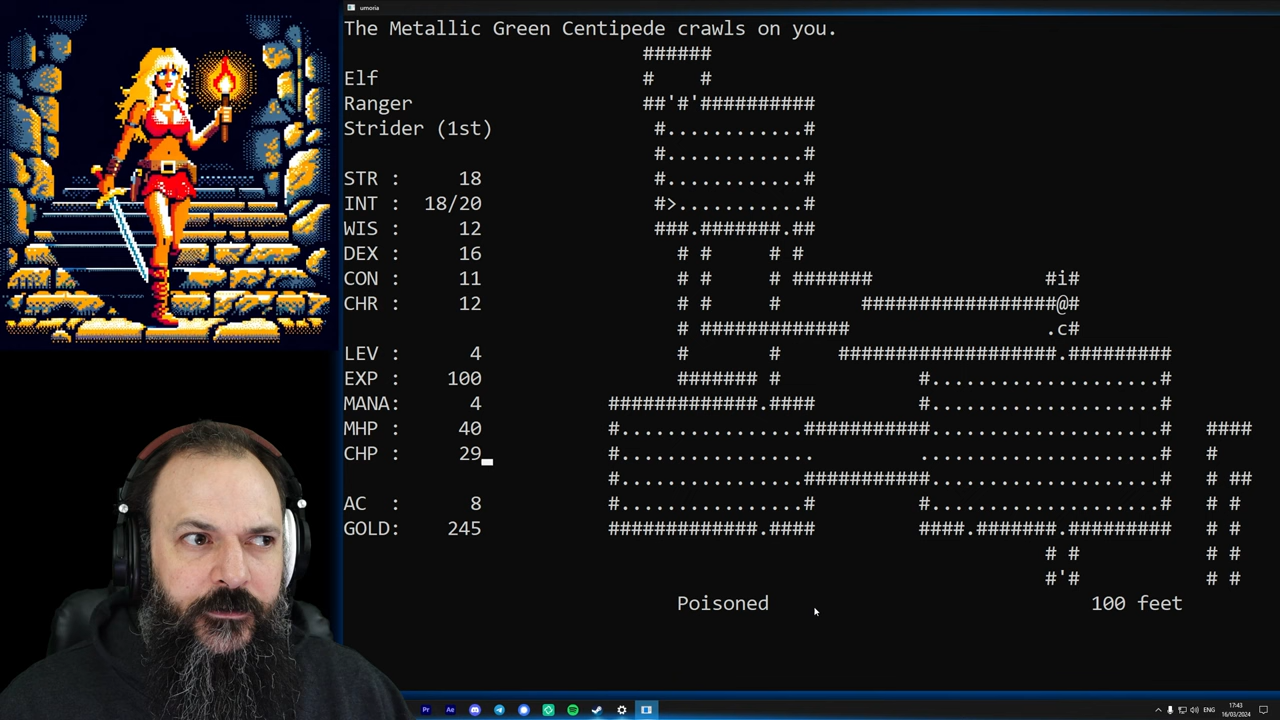 umoria
The Metallic Green Centipede crawls on you.
######
Elf #    #
Ranger ##'#'##########
Strider (1st) #............#
#............#
STR : 18 #............#
INT : 18/20 #>...........#
WIS : 12 ###.#######.##
DEX : 16 # #     # #
CON : 11 # #     # ####### #i#
CHR : 12 # #     # #################@#
# ############# .c#
LEV : 4 #       # ###################.#########
EXP : 100 ####### # #....................#
MANA: 4 #############.#### #....................#
MHP : 40 #................###########....................# ####
CHP : 29 #................. .....................# #
#................###########....................# # ##
AC : 8 #................# #....................# # #
GOLD: 245 #############.#### ####.#######.######### # #
# # # #
#'# # #
Poisoned 100 feet
Pr Ae ENG 17:43
16/03/2024